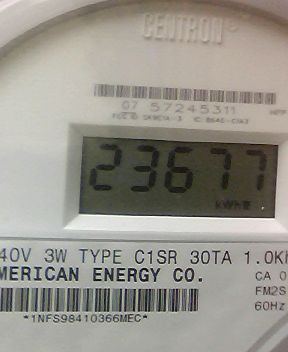 CENTRON
07 57245311
23677
kWh
40V 3W TYPE C1SR 30TA 1.0Kh
MERICAN ENERGY CO.
CA 0
FM2S
60Hz
*1NFS98410366MEC*